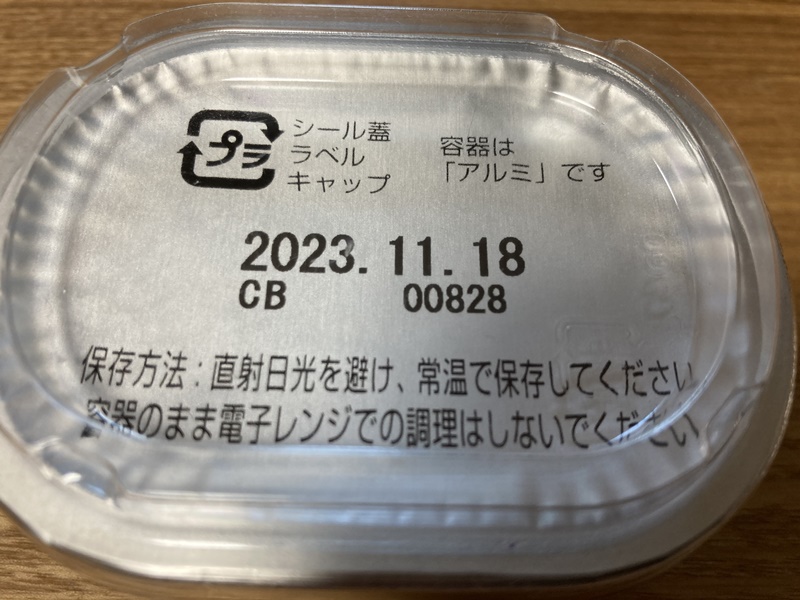 プラ
シール蓋
ラベル
キャップ
容器は
「アルミ」です
2023.11.18
CB 00828
保存方法：直射日光を避け、常温で保存してください
容器のまま電子レンジでの調理はしないでください